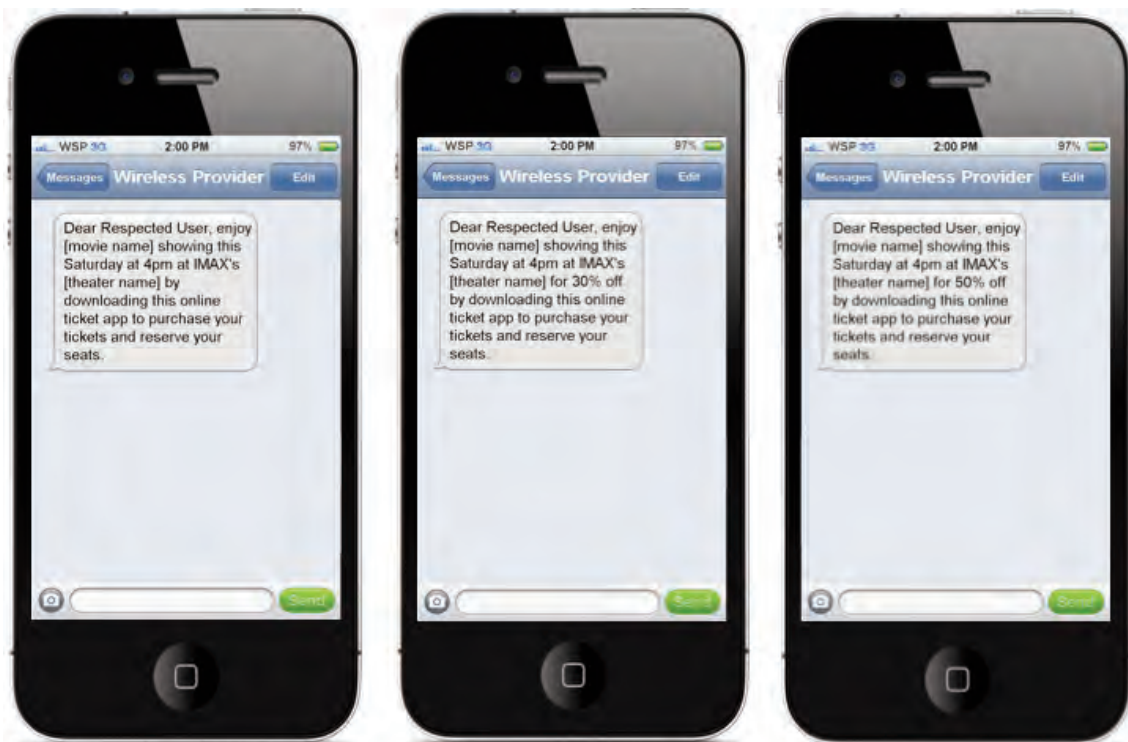 WSP 3G 2:00 PM 97%
Messages Wireless Provider Edit
Dear Respected User, enjoy
[movie name] showing this
Saturday at 4pm at IMAX's
[theater name] by
downloading this online
ticket app to purchase your
tickets and reserve your
seats.
Send
WSP 3G 2:00 PM 97%
Messages Wireless Provider Edit
Dear Respected User, enjoy
[movie name] showing this
Saturday at 4pm at IMAX's
[theater name] for 30% off
by downloading this online
ticket app to purchase your
tickets and reserve your
seats.
Send
WSP 3G 2:00 PM 97%
Messages Wireless Provider Edit
Dear Respected User, enjoy
[movie name] showing this
Saturday at 4pm at IMAX's
[theater name] for 50% off
by downloading this online
ticket app to purchase your
tickets and reserve your
seats.
Send